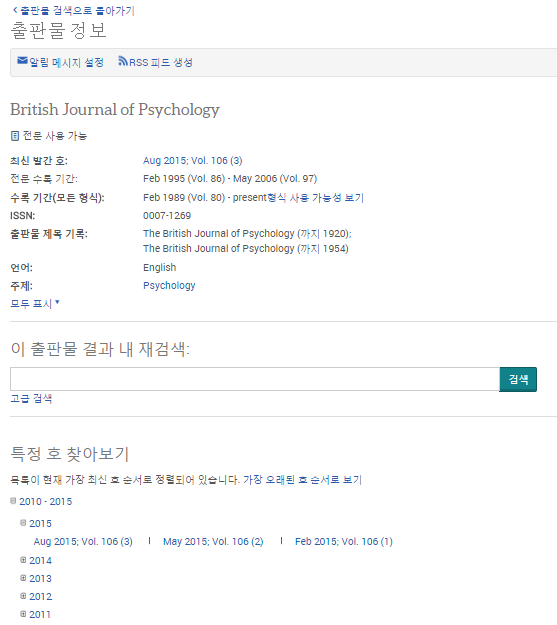 출판물 검색으로 돌아가기
출판물 정보
알림 메시지 설정 RSS 피드 생성
British Journal of Psychology
전문 사용 가능
최신 발간 호: Aug 2015; Vol. 106 (3)
전문 수록 기간: Feb 1995 (Vol. 86) - May 2006 (Vol. 97)
수록 기간(모든 형식): Feb 1989 (Vol. 80) - present형식 사용 가능성 보기
ISSN: 0007-1269
출판물 제목 기록: The British Journal of Psychology (까지 1920);
The British Journal of Psychology (까지 1954)
언어: English
주제: Psychology
모두 표시
이 출판물 결과 내 재검색:
검색
고급 검색
특정 호 찾아보기
목록이 현재 가장 최신 호 순서로 정렬되어 있습니다. 가장 오래된 호 순서로 보기
2010 - 2015
2015
Aug 2015; Vol. 106 (3) | May 2015; Vol. 106 (2) | Feb 2015; Vol. 106 (1)
2014
2013
2012
2011